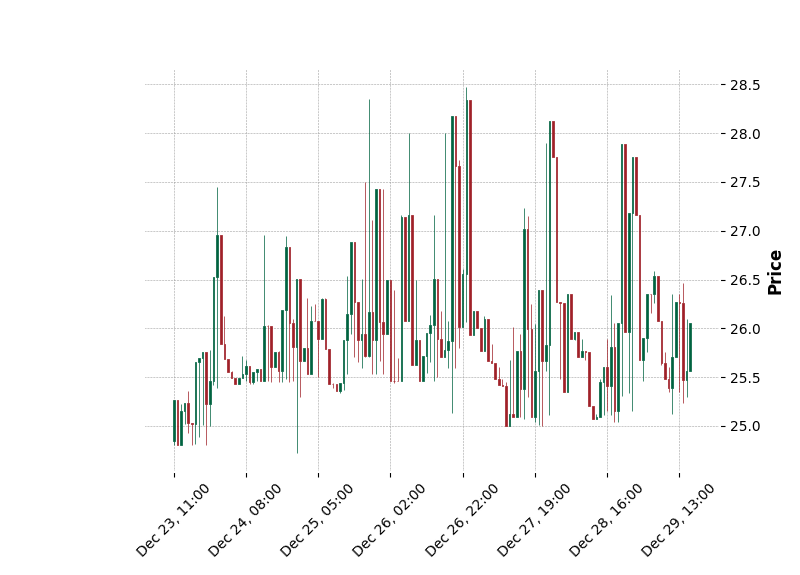 28.5
28.0
27.5
27.0
26.5
26.0
25.5
25.0
Price
Dec 23, 11:00
Dec 24, 08:00
Dec 25, 05:00
Dec 26, 02:00
Dec 26, 22:00
Dec 27, 19:00
Dec 28, 16:00
Dec 29, 13:00